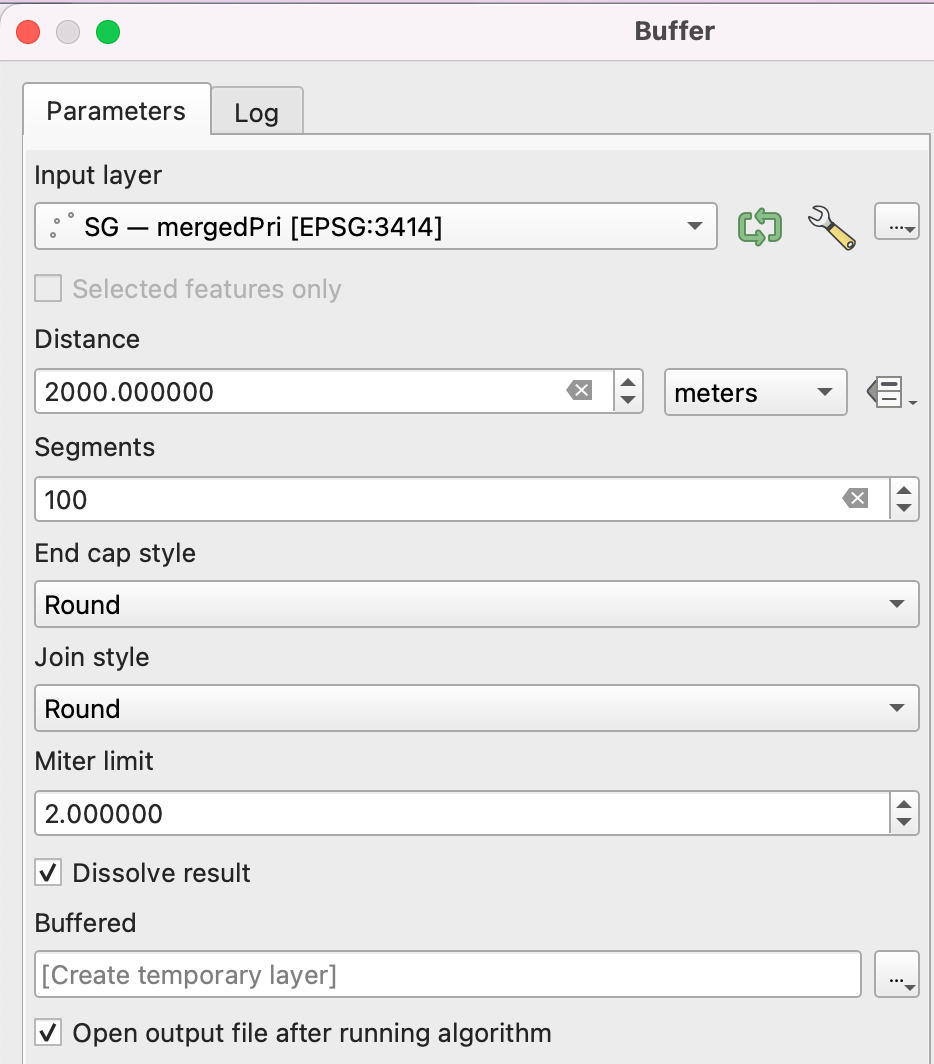 Buffer
Parameters
Log
Input layer
SG — mergedPri [EPSG:3414]
...
Selected features only
Distance
2000.000000
meters
Segments
100
End cap style
Round
Join style
Round
Miter limit
2.000000
Dissolve result
Buffered
[Create temporary layer]
...
Open output file after running algorithm